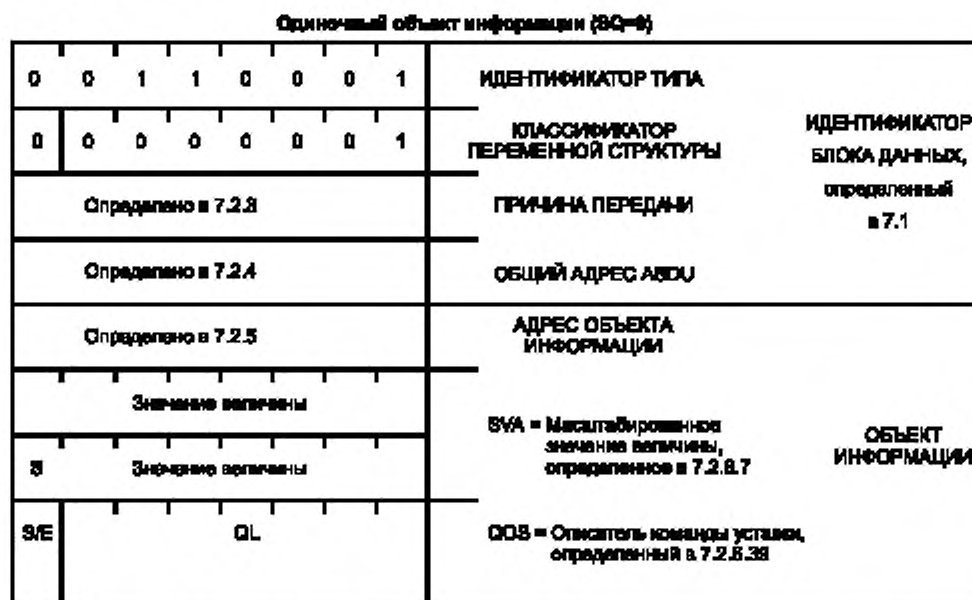 Одиночный объект информации (SQ=0)
0 0 1 1 0 0 0 1 ИДЕНТИФИКАТОР ТИПА
0 0 0 0 0 0 0 1 КЛАССИФИКАТОР
ПЕРЕМЕННОЙ СТРУКТУРЫ
ИДЕНТИФИКАТОР
БЛОКА ДАННЫХ,
определенный
в 7.1
Определено в 7.2.3 ПРИЧИНА ПЕРЕДАЧИ
Определено в 7.2.4 ОБЩИЙ АДРЕС ASDU
Определено в 7.2.5 АДРЕС ОБЪЕКТА
ИНФОРМАЦИИ
Значение величины
S Значение величины
SVA = Масштабированное
значение величины,
определенное в 7.2.6.7
ОБЪЕКТ
ИНФОРМАЦИИ
S/E QL
QOS = Описатель команды уставки,
определенный в 7.2.6.39